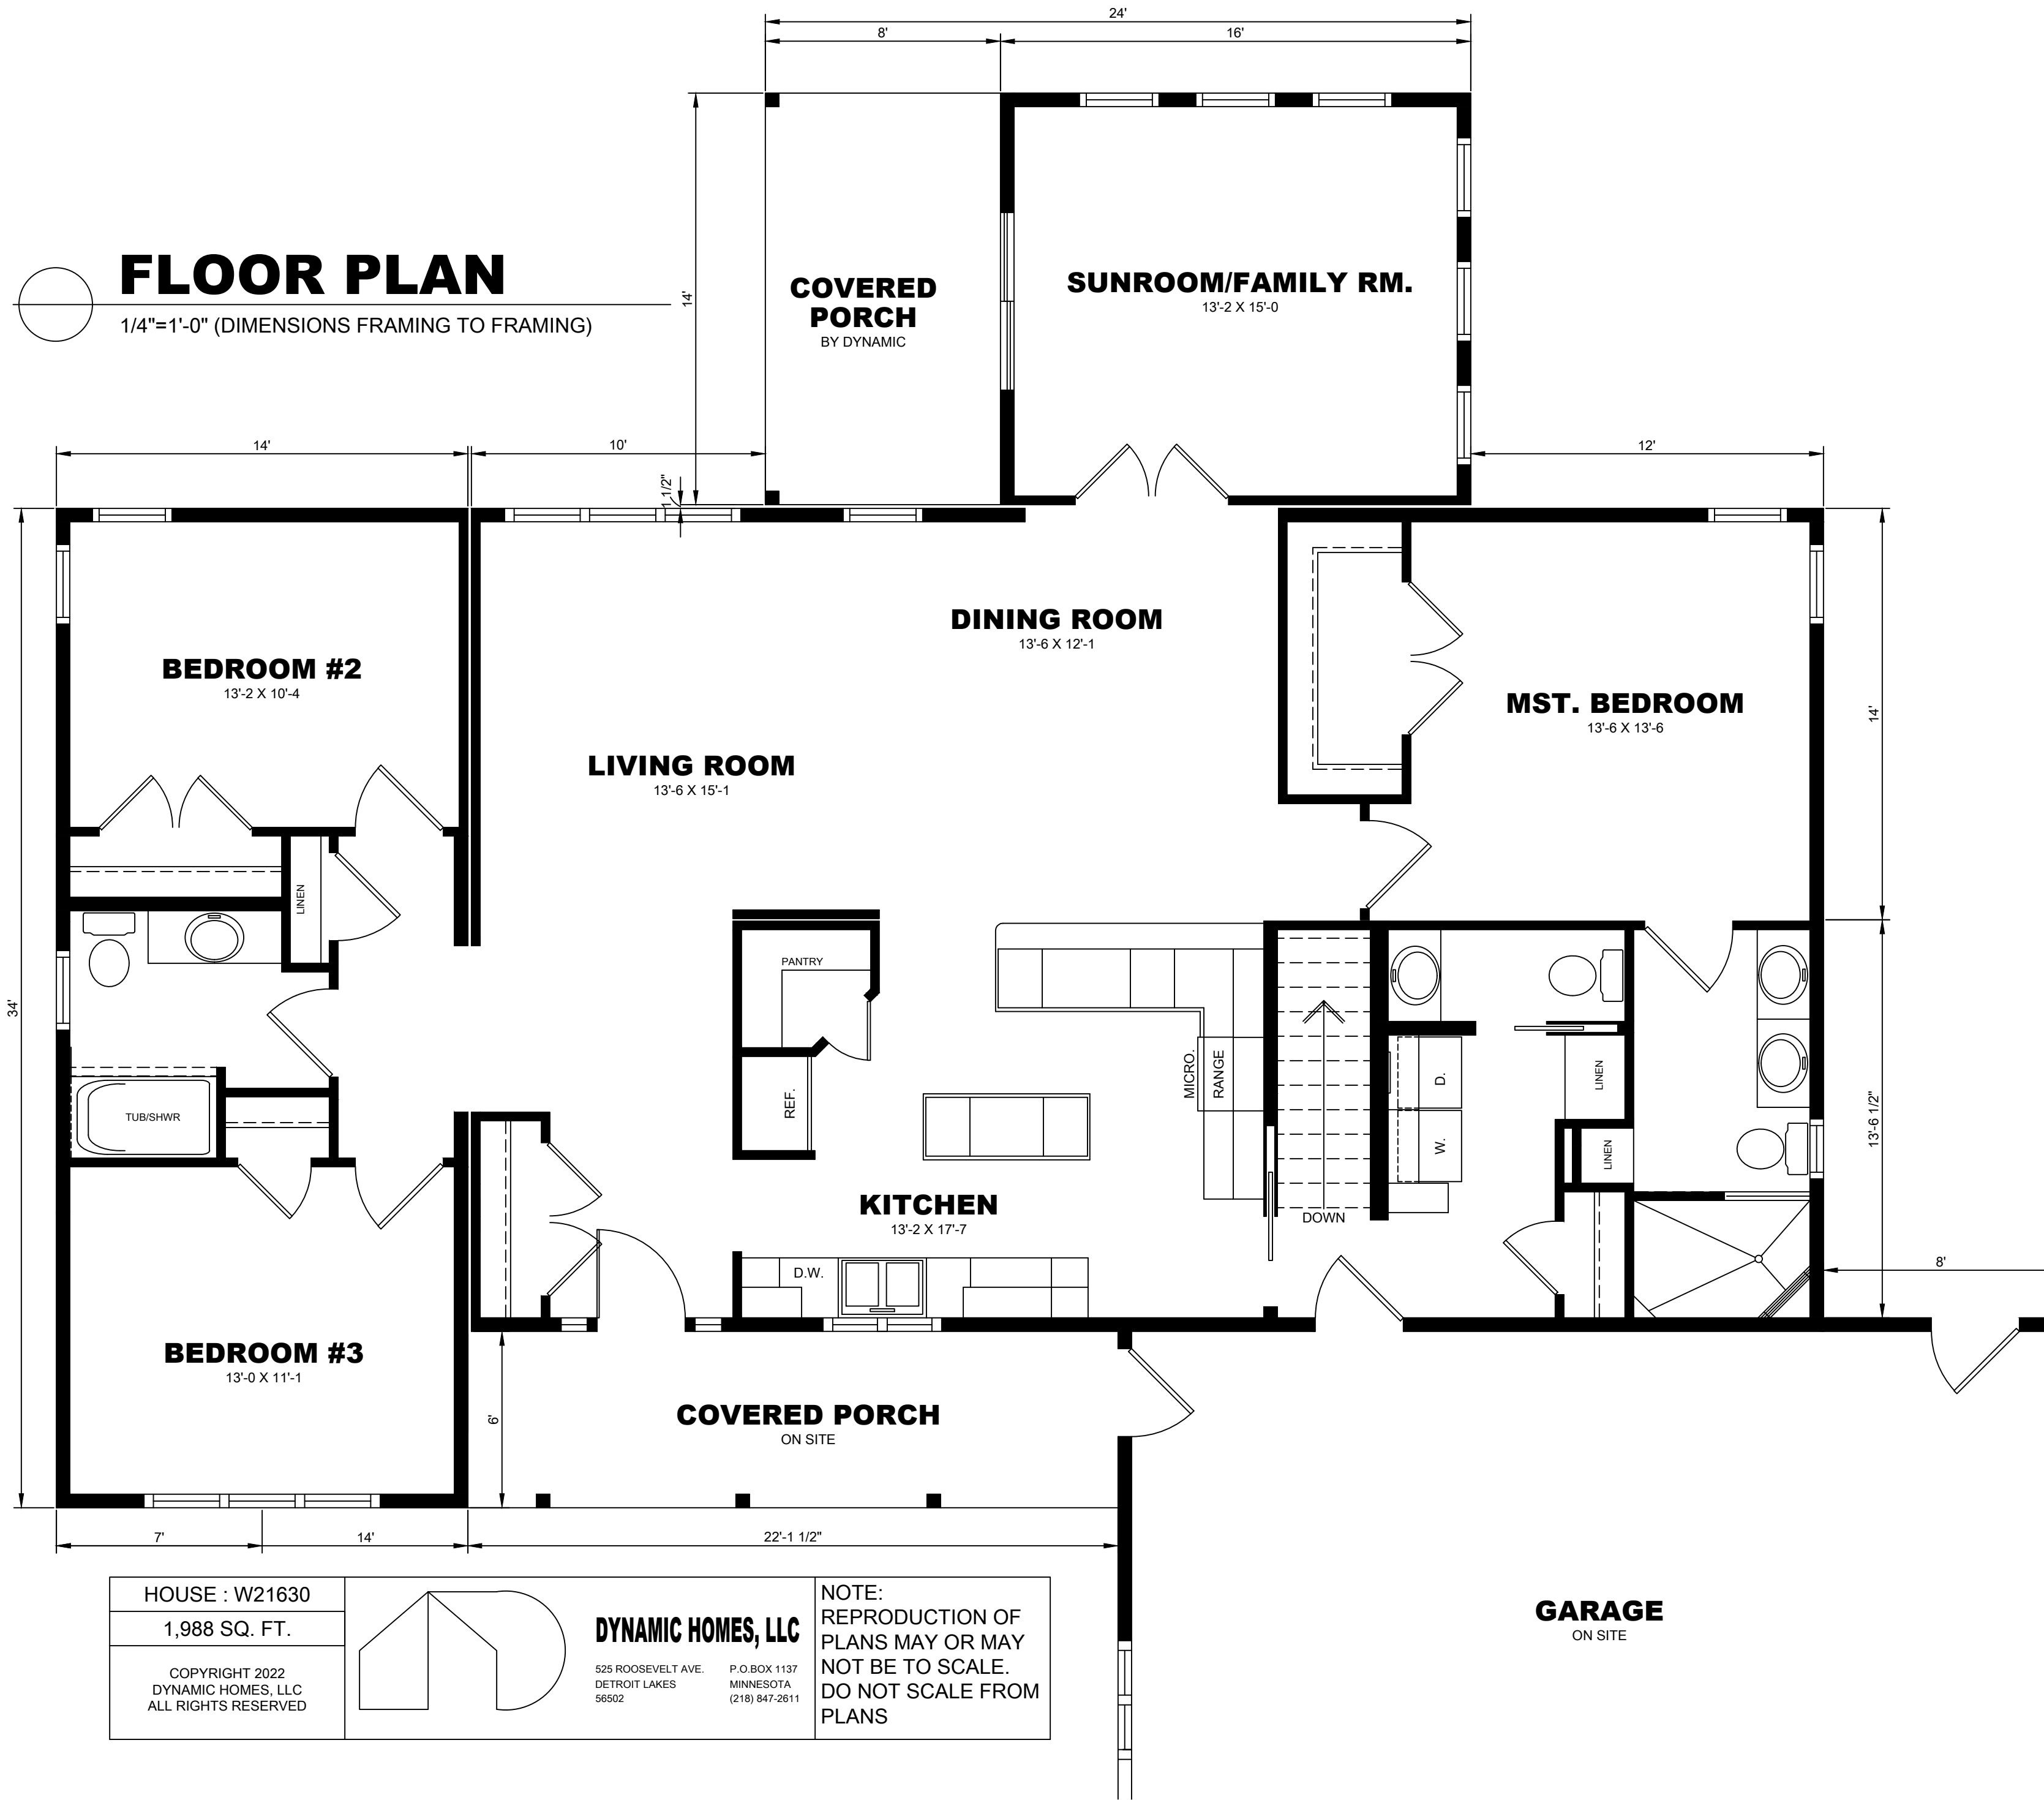 24'
8'
16'
FLOOR PLAN
1/4"=1'-0" (DIMENSIONS FRAMING TO FRAMING)
14'
COVERED
PORCH
BY DYNAMIC
SUNROOM/FAMILY RM.
13'-2 X 15'-0
14'
10'
12'
1 1/2"
BEDROOM #2
13'-2 X 10'-4
DINING ROOM
13'-6 X 12'-1
LIVING ROOM
13'-6 X 15'-1
MST. BEDROOM
13'-6 X 13'-6
14'
LINEN
PANTRY
34'
TUB/SHWR
REF.
MICRO.
RANGE
D.
W.
LINEN
LINEN
13'-6 1/2"
KITCHEN
13'-2 X 17'-7
DOWN
D.W.
8'
BEDROOM #3
13'-0 X 11'-1
6'
COVERED PORCH
ON SITE
7'
14'
22'-1 1/2"
HOUSE : W21630
1,988 SQ. FT.
COPYRIGHT 2022
DYNAMIC HOMES, LLC
ALL RIGHTS RESERVED
DYNAMIC HOMES, LLC
525 ROOSEVELT AVE. P.O.BOX 1137
DETROIT LAKES MINNESOTA
56502 (218) 847-2611
NOTE:
REPRODUCTION OF
PLANS MAY OR MAY
NOT BE TO SCALE.
DO NOT SCALE FROM
PLANS
GARAGE
ON SITE